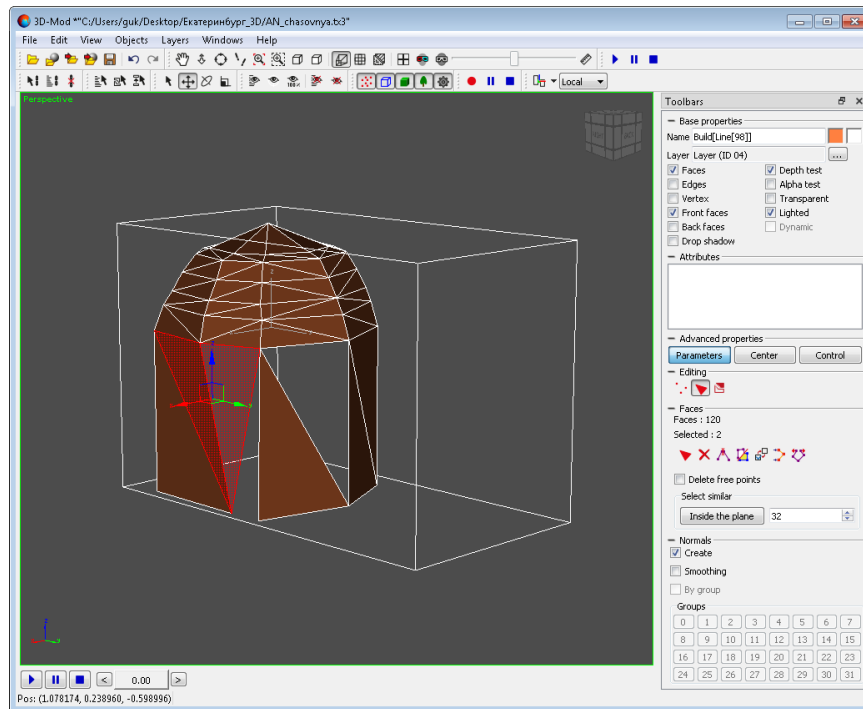 3D-Mod *"C:/Users/guk/Desktop/Екатеринбург_3D/AN_chasovnya.tx3"
File Edit View Objects Layers Windows Help
Local
Perspective
Toolbars
Base properties
Name Build[Line[98]]
Layer Layer (ID 04) ...
Faces Depth test
Edges Alpha test
Vertex Transparent
Front faces Lighted
Back faces Dynamic
Drop shadow
Attributes
Advanced properties
Parameters Center Control
Editing
Faces
Faces : 120
Selected : 2
Delete free points
Select similar
Inside the plane 32
Normals
Create
Smoothing
By group
Groups
0 1 2 3 4 5 6 7
8 9 10 11 12 13 14 15
16 17 18 19 20 21 22 23
24 25 26 27 28 29 30 31
< 0.00 >
Pos: (1.078174, 0.238960, -0.598996)